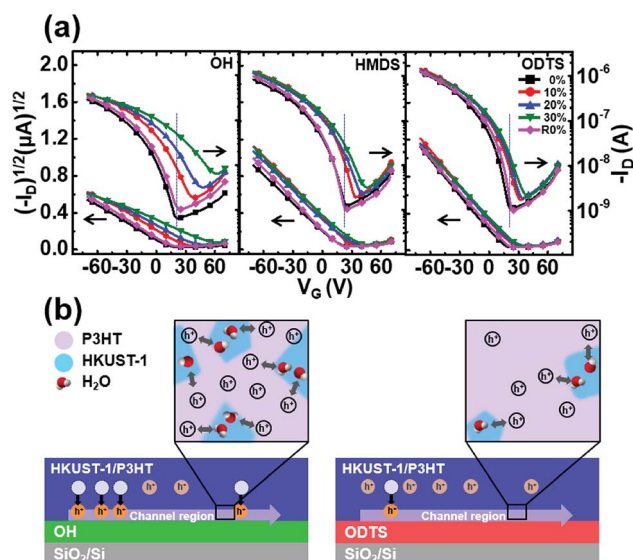 (a)
OH
HMDS
ODTS
0%
10%
20%
30%
R0%
2.0
1.6
1.2
0.8
0.4
0.0
(-I_D)^1/2 (μA)^1/2
10^-6
10^-7
10^-8
10^-9
-I_D (A)
-60 -30 0 30 60
-60 -30 0 30 60
-60 -30 0 30 60
V_G (V)
(b)
P3HT
HKUST-1
H2O
h+ h+ h+ h+ h+ h+ h+ h+ h+
h+ h+ h+ h+ h+ h+
HKUST-1/P3HT
h+ h+
h+ h+ h+ h+
Channel region
OH
SiO2/Si
HKUST-1/P3HT
h+ h+ h+ h+ h+
h+
Channel region
ODTS
SiO2/Si